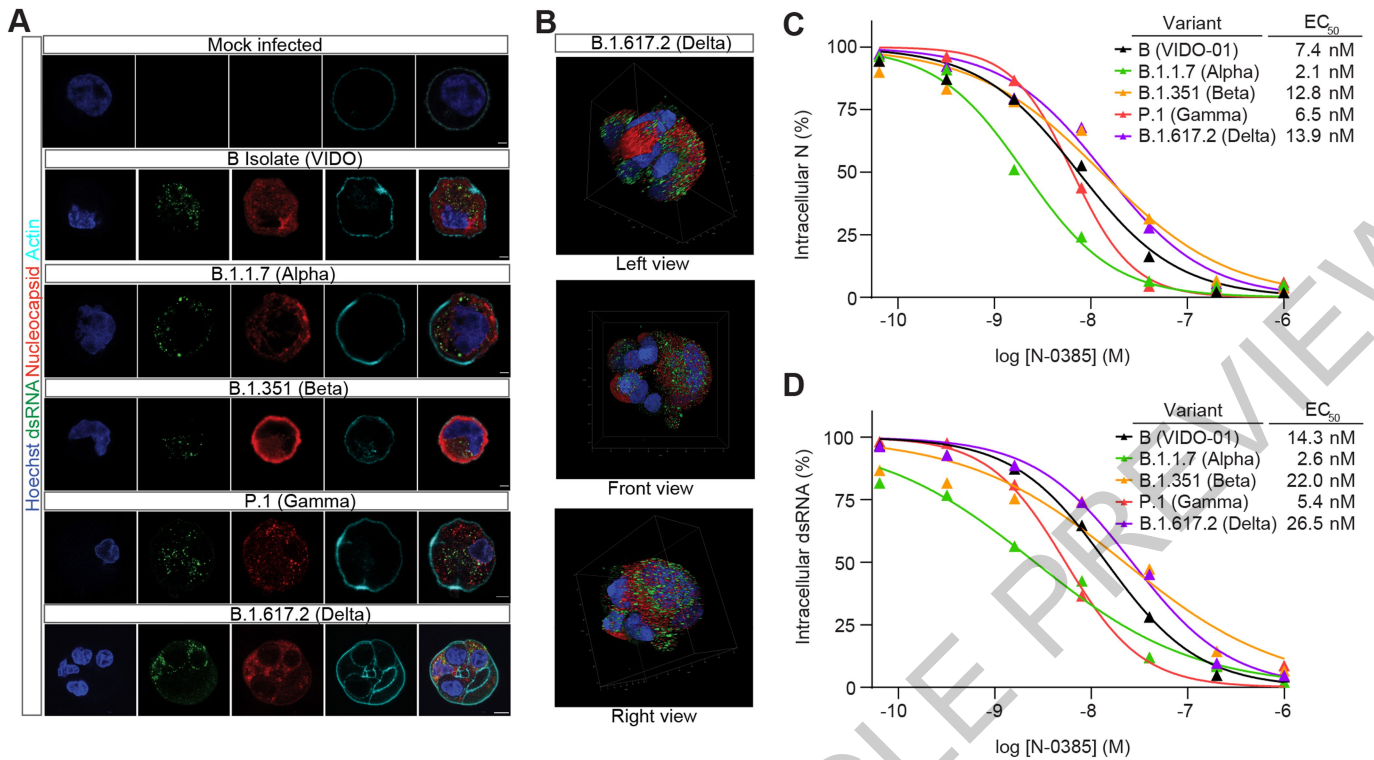 A
Mock infected
B Isolate (VIDO)
B.1.1.7 (Alpha)
B.1.351 (Beta)
P.1 (Gamma)
B.1.617.2 (Delta)
Hoechst dsRNA Nucleocapsid Actin
B
B.1.617.2 (Delta)
Left view
Front view
Right view
C
Variant EC50
B (VIDO-01) 7.4 nM
B.1.1.7 (Alpha) 2.1 nM
B.1.351 (Beta) 12.8 nM
P.1 (Gamma) 6.5 nM
B.1.617.2 (Delta) 13.9 nM
Intracellular N (%)
100
75
50
25
0
-10 -9 -8 -7 -6
log [N-0385] (M)
D
Variant EC50
B (VIDO-01) 14.3 nM
B.1.1.7 (Alpha) 2.6 nM
B.1.351 (Beta) 22.0 nM
P.1 (Gamma) 5.4 nM
B.1.617.2 (Delta) 26.5 nM
Intracellular dsRNA (%)
100
75
50
25
0
-10 -9 -8 -7 -6
log [N-0385] (M)
PREVIEW